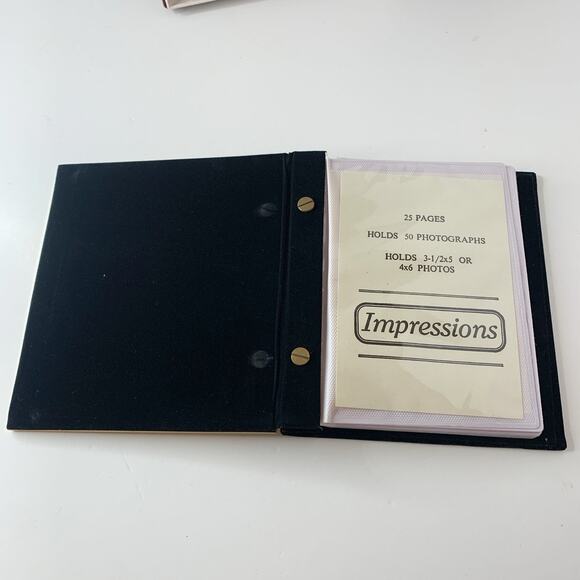 25 PAGES
HOLDS 50 PHOTOGRAPHS
HOLDS 3-1/2x5 OR
4x6 PHOTOS
Impressions